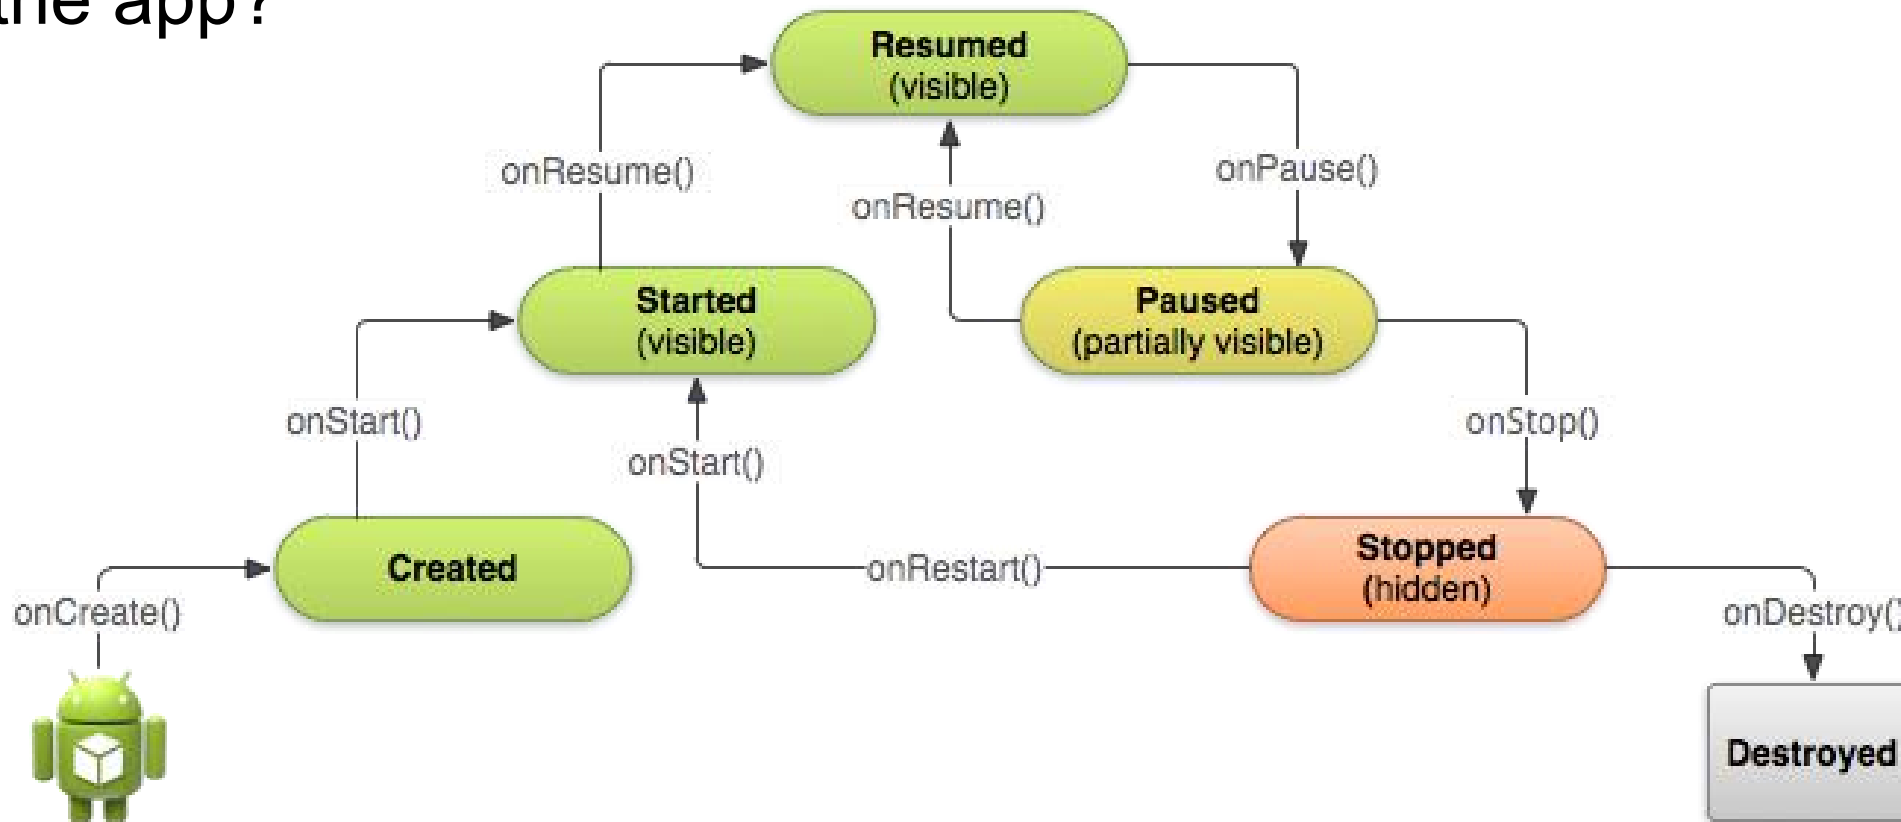 the app?
Resumed
(visible)
onResume()
onPause()
onResume()
Started
(visible)
Paused
(partially visible)
onStart()
onStop()
onStart()
Created
onRestart()
Stopped
(hidden)
onCreate()
onDestroy()
Destroyed